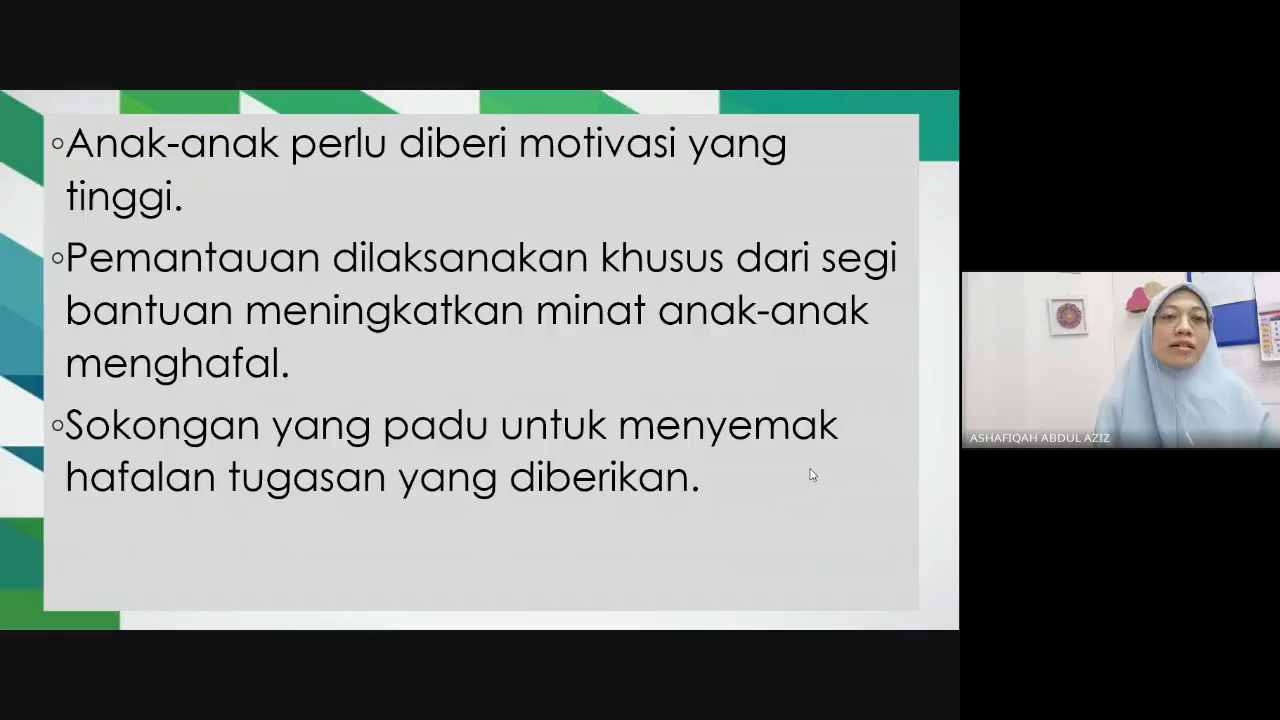 ◦Anak-anak perlu diberi motivasi yang
tinggi.
◦Pemantauan dilaksanakan khusus dari segi
bantuan meningkatkan minat anak-anak
menghafal.
◦Sokongan yang padu untuk menyemak
hafalan tugasan yang diberikan.
ASHAFIQAH ABDUL AZIZ